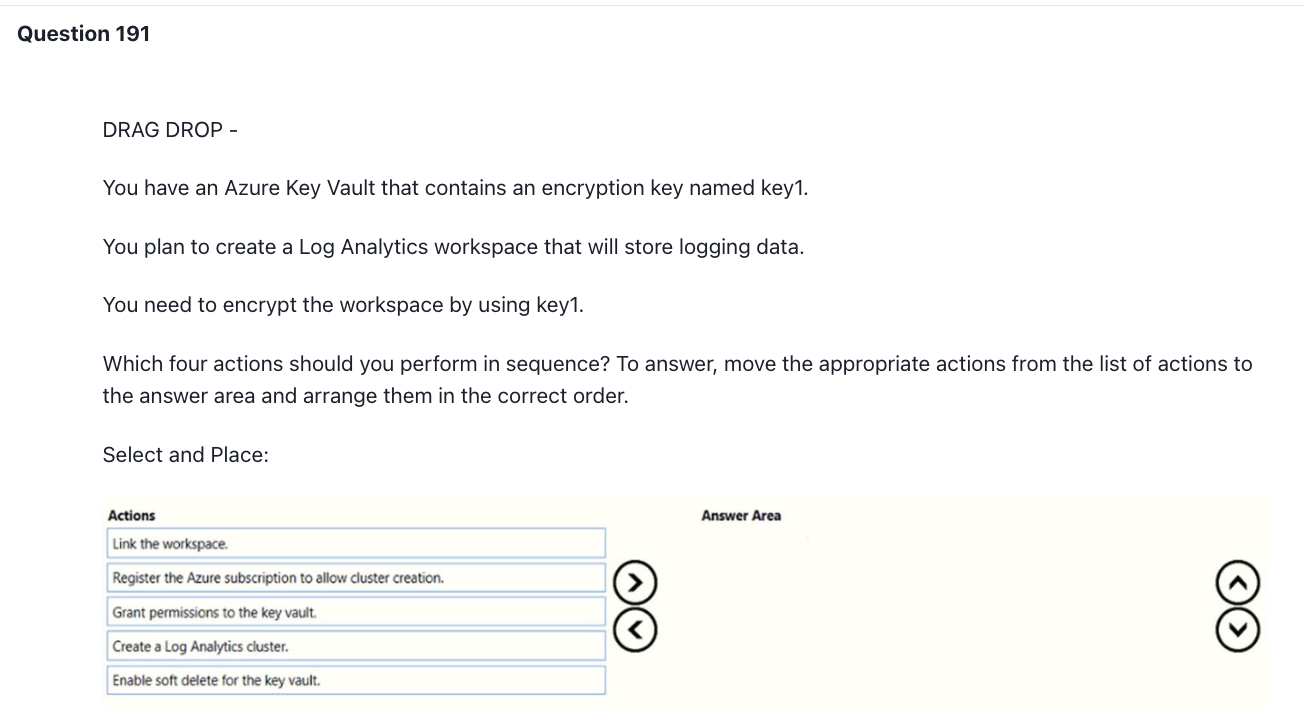 Question 191
DRAG DROP -
You have an Azure Key Vault that contains an encryption key named key1.
You plan to create a Log Analytics workspace that will store logging data.
You need to encrypt the workspace by using key1.
Which four actions should you perform in sequence? To answer, move the appropriate actions from the list of actions to
the answer area and arrange them in the correct order.
Select and Place:
Actions
Answer Area
Link the workspace.
Register the Azure subscription to allow cluster creation.
Grant permissions to the key vault.
Create a Log Analytics cluster.
Enable soft delete for the key vault.